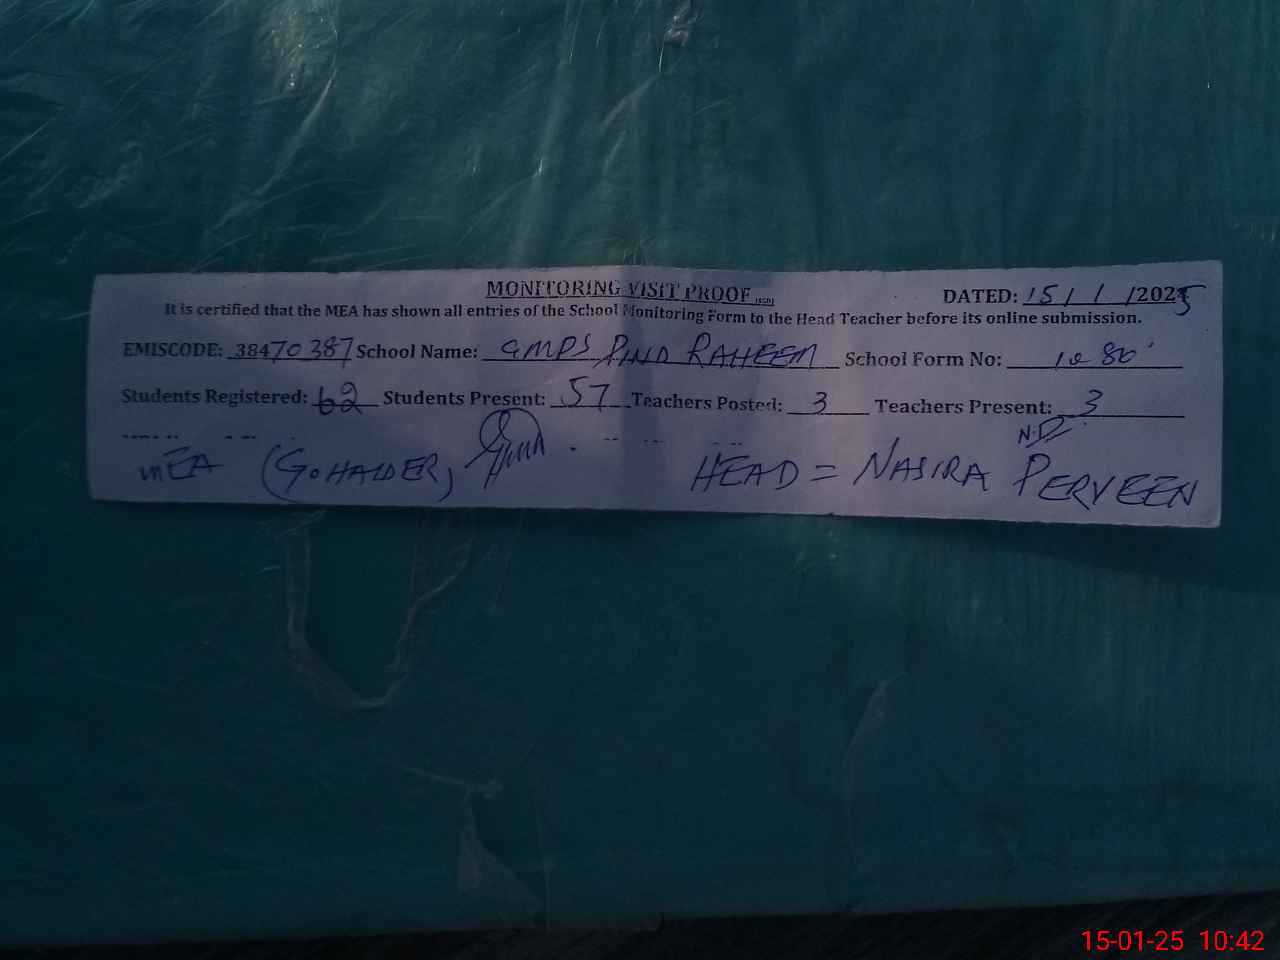 MONITORING VISIT PROOF
DATED: 15/1/2025
It is certified that the MEA has shown all entries of the School Monitoring Form to the Head Teacher before its online submission.
EMISCODE: 38470387 School Name: GMPS PIND RAHEEM School Form No: 1080
Students Registered: 62 Students Present: 57 Teachers Posted: 3 Teachers Present: 3
MEA (GOHALDER) HEAD = NASIRA PERVEEN
15-01-25 10:42